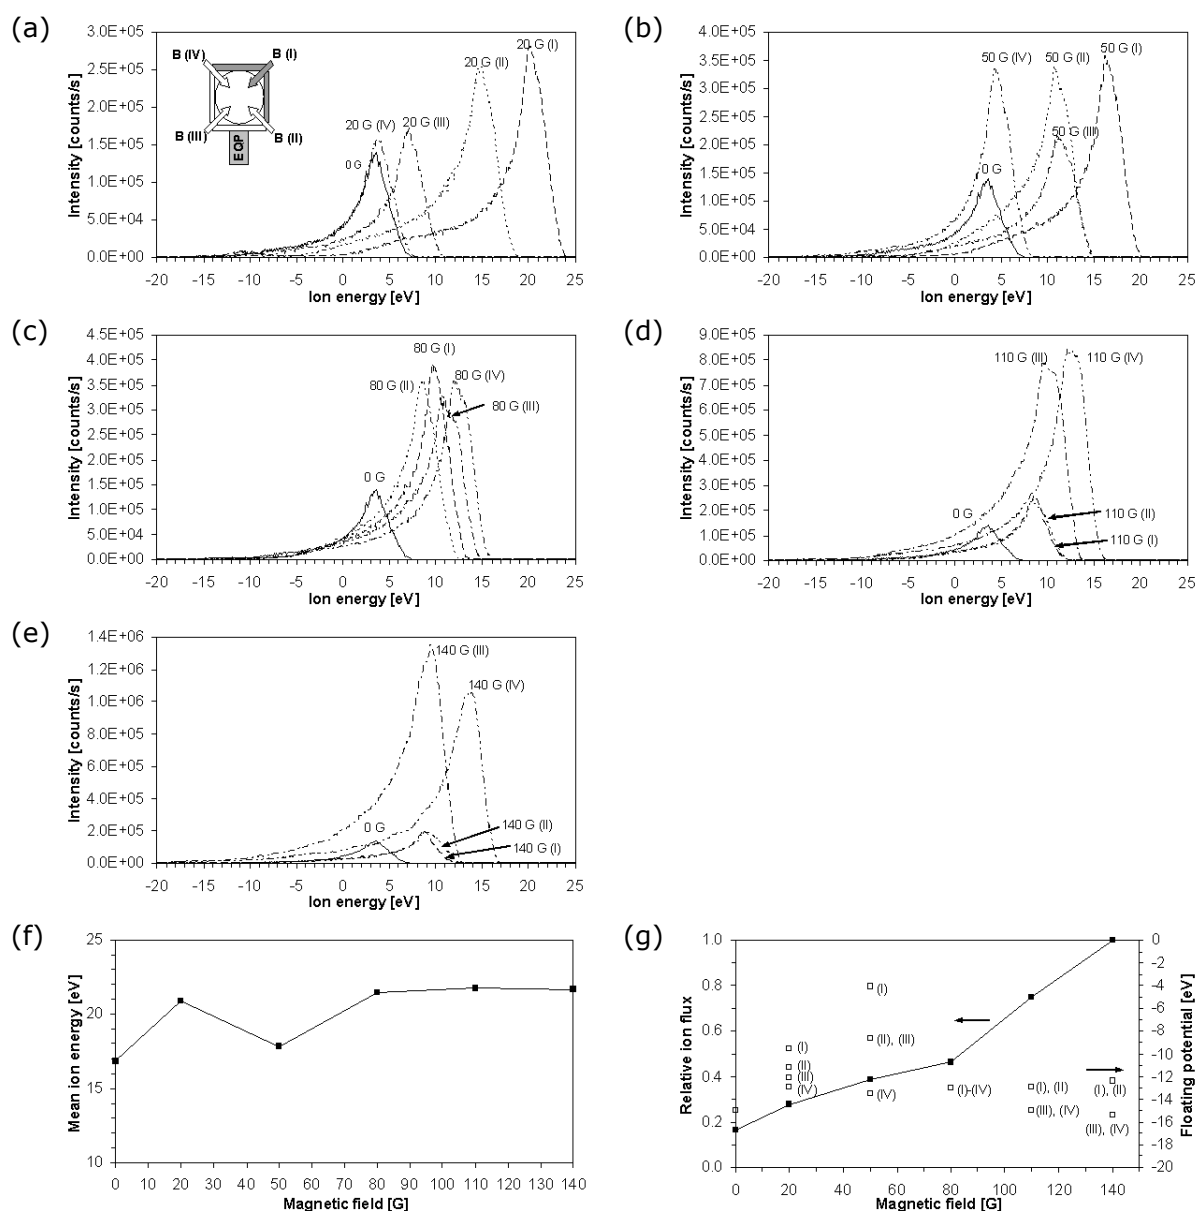 (a)
Intensity [counts/s]
3.0E+05
2.5E+05
2.0E+05
1.5E+05
1.0E+05
5.0E+04
0.0E+00
B (IV)
B (I)
B (III)
B (II)
EQP
20 G (I)
20 G (II)
20 G (IV)
20 G (III)
0 G
-20 -15 -10 -5 0 5 10 15 20 25
Ion energy [eV]
(b)
Intensity [counts/s]
4.0E+05
3.5E+05
3.0E+05
2.5E+05
2.0E+05
1.5E+05
1.0E+05
5.0E+04
0.0E+00
50 G (IV)
50 G (II)
50 G (I)
50 G (III)
0 G
-20 -15 -10 -5 0 5 10 15 20 25
Ion energy [eV]
(c)
Intensity [counts/s]
4.5E+05
4.0E+05
3.5E+05
3.0E+05
2.5E+05
2.0E+05
1.5E+05
1.0E+05
5.0E+04
0.0E+00
80 G (I)
80 G (II)
80 G (IV)
80 G (III)
0 G
-20 -15 -10 -5 0 5 10 15 20 25
Ion energy [eV]
(d)
Intensity [counts/s]
9.0E+05
8.0E+05
7.0E+05
6.0E+05
5.0E+05
4.0E+05
3.0E+05
2.0E+05
1.0E+05
0.0E+00
110 G (III)
110 G (IV)
0 G
110 G (II)
110 G (I)
-20 -15 -10 -5 0 5 10 15 20 25
Ion energy [eV]
(e)
Intensity [counts/s]
1.4E+06
1.2E+06
1.0E+06
8.0E+05
6.0E+05
4.0E+05
2.0E+05
0.0E+00
140 G (III)
140 G (IV)
0 G
140 G (II)
140 G (I)
-20 -15 -10 -5 0 5 10 15 20 25
Ion energy [eV]
(f)
Mean ion energy [eV]
25
20
15
10
0 10 20 30 40 50 60 70 80 90 100 110 120 130 140
Magnetic field [G]
(g)
Relative ion flux
1.0
0.8
0.6
0.4
0.2
0.0
(I)
(I)
(II)
(III)
(IV)
(II), (III)
(IV)
(I)-(IV)
(I), (II)
(III), (IV)
(I), (II)
(III), (IV)
0
-2
-4
-6
-8
-10
-12
-14
-16
-18
-20
Floating potential [eV]
0 20 40 60 80 100 120 140
Magnetic field [G]